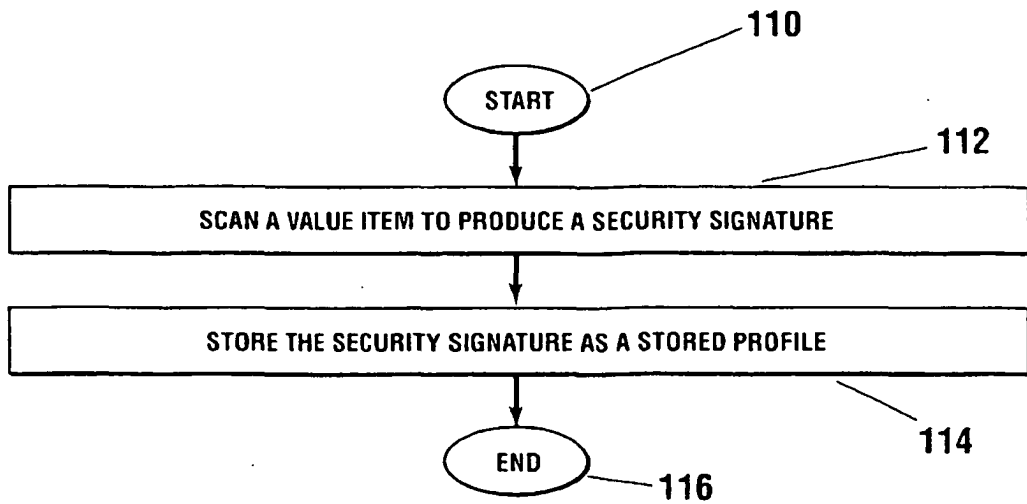 110
START
112
SCAN A VALUE ITEM TO PRODUCE A SECURITY SIGNATURE
STORE THE SECURITY SIGNATURE AS A STORED PROFILE
114
END
116